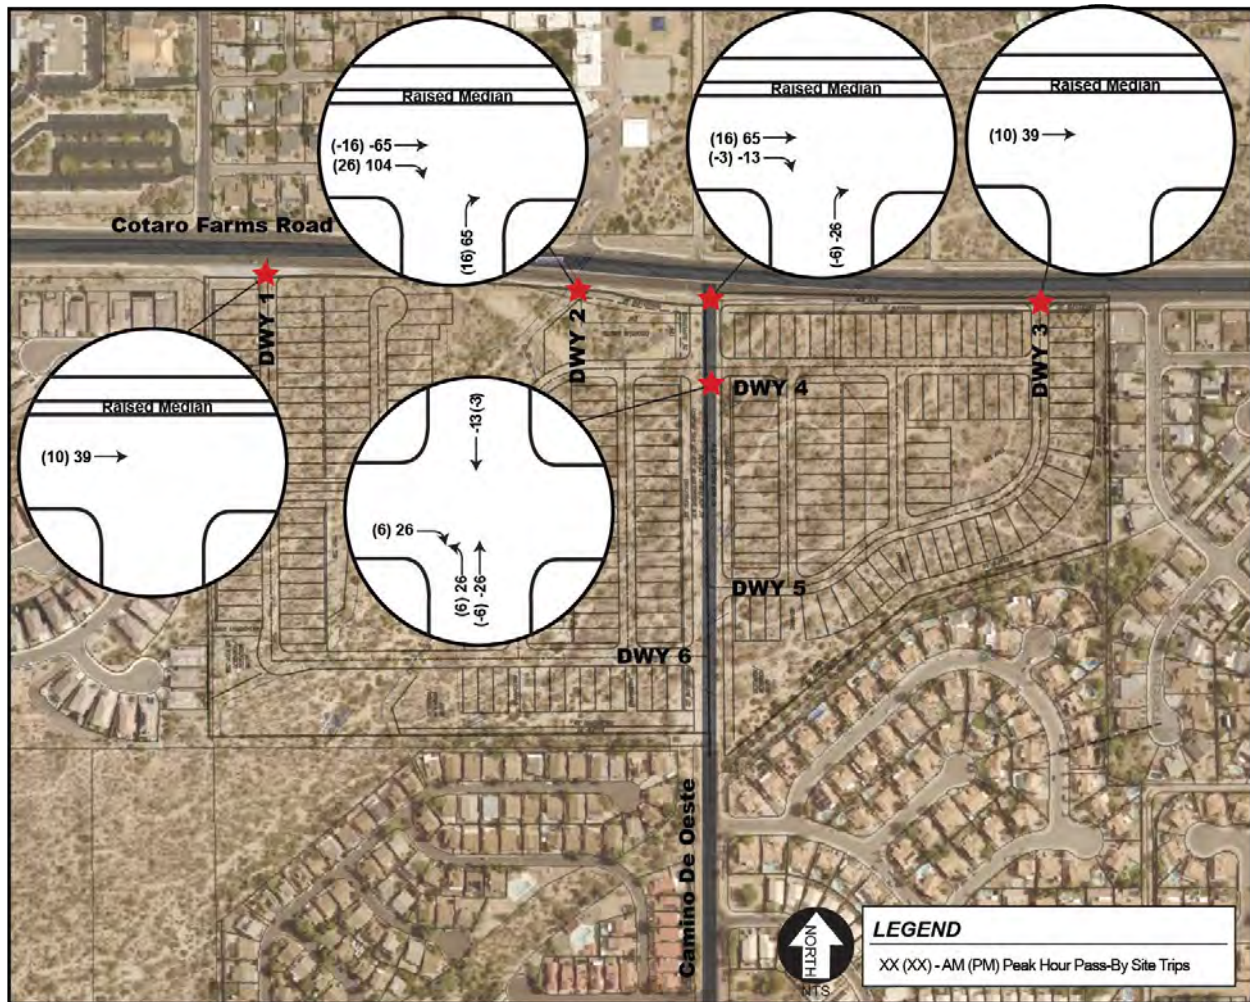 Raised Median
(-16) -65
(26) 104
(16) 65
Raised Median
(16) 65
(-3) -13
(-6) -26
Raised Median
(10) 39
Cotaro Farms Road
DWY 1
DWY 2
DWY 3
Raised Median
(10) 39
-13 (-3)
(6) 26
(6) 26
(-6) -26
DWY 4
DWY 5
DWY 6
Camino De Oeste
NORTH
NTS
LEGEND
XX (XX) - AM (PM) Peak Hour Pass-By Site Trips